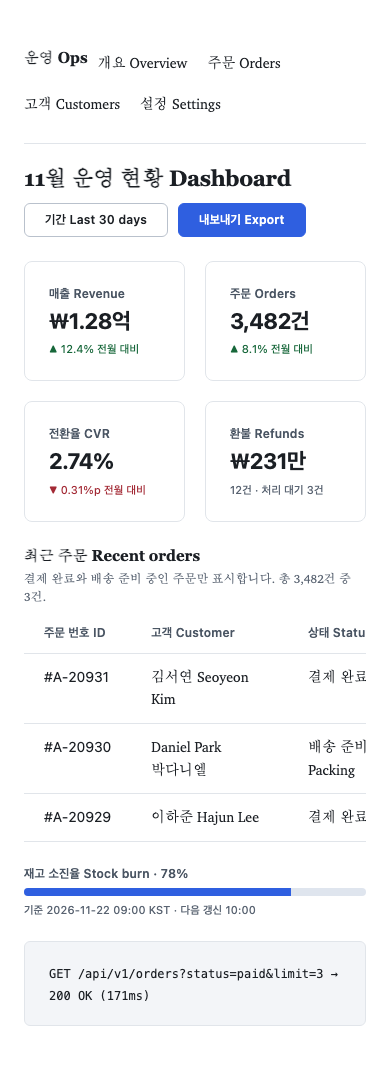 운영 Ops 개요 Overview 주문 Orders
고객 Customers 설정 Settings
11월 운영 현황 Dashboard
기간 Last 30 days 내보내기 Export
매출 Revenue
₩1.28억
▲ 12.4% 전월 대비
주문 Orders
3,482건
▲ 8.1% 전월 대비
전환율 CVR
2.74%
▼ 0.31%p 전월 대비
환불 Refunds
₩231만
12건 · 처리 대기 3건
최근 주문 Recent orders
결제 완료와 배송 준비 중인 주문만 표시합니다. 총 3,482건 중
3건.
주문 번호 ID 고객 Customer 상태 Statu
#A-20931 김서연 Seoyeon 결제 완료
Kim
#A-20930 Daniel Park 배송 준비
박다니엘 Packing
#A-20929 이하준 Hajun Lee 결제 완료
재고 소진율 Stock burn · 78%
기준 2026-11-22 09:00 KST · 다음 갱신 10:00
GET /api/v1/orders?status=paid&limit=3 →
200 OK (171ms)